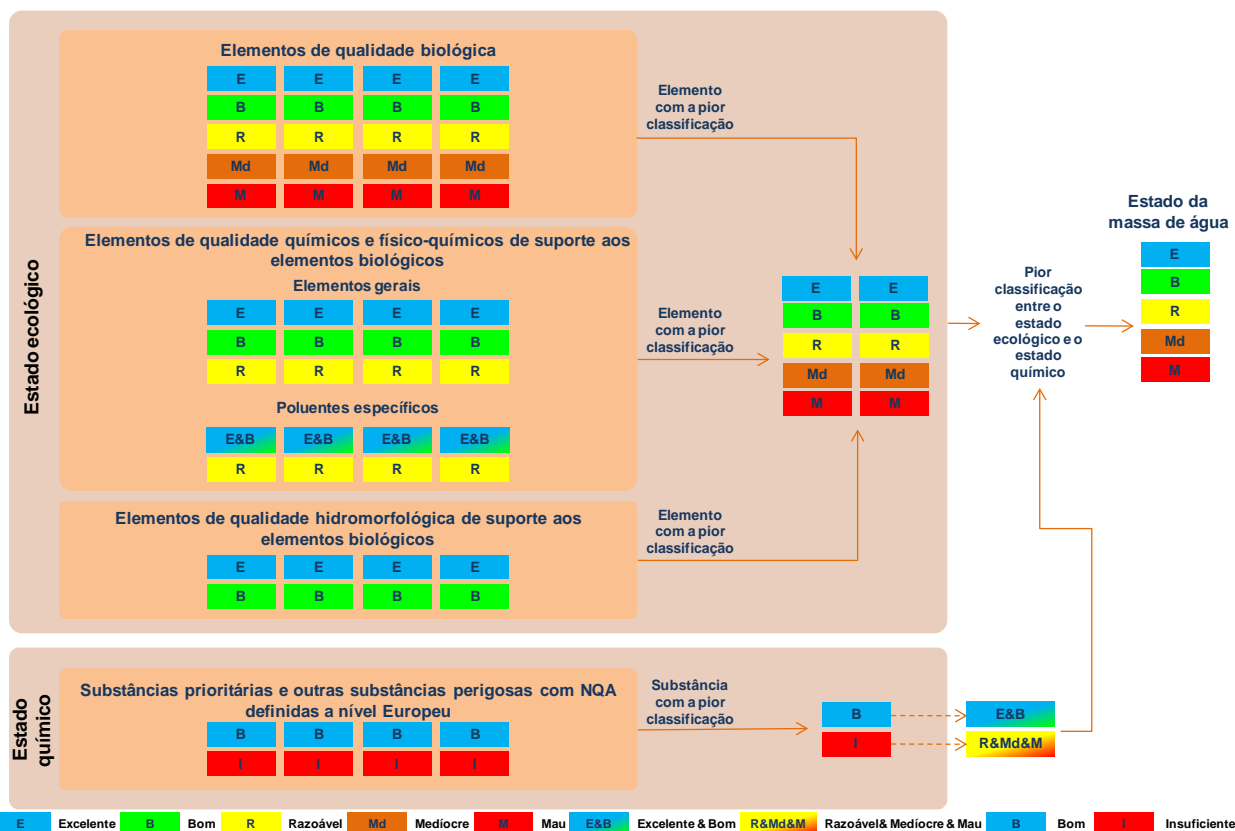 Estado ecológico
Elementos de qualidade biológica
E E E E
B B B B
R R R R
Md Md Md Md
M M M M
Elemento
com a pior
classificação
Elementos de qualidade químicos e físico-químicos de suporte aos
elementos biológicos
Elementos gerais
E E E E
B B B B
R R R R
Poluentes específicos
E&B E&B E&B E&B
R R R R
Elemento
com a pior
classificação
Elementos de qualidade hidromorfológica de suporte aos
elementos biológicos
E E E E
B B B B
Elemento
com a pior
classificação
E E
B B
R R
Md Md
M M
Pior
classificação
entre o
estado
ecológico e o
estado
químico
Estado da
massa de água
E
B
R
Md
M
Estado
químico
Substâncias prioritárias e outras substâncias perigosas com NQA
definidas a nível Europeu
B B B B
I I I I
Substância
com a pior
classificação
B E&B
I R&Md&M
E Excelente B Bom R Razoável Md Medíocre M Mau E&B Excelente & Bom R&Md&M Razoável& Medíocre & Mau B Bom I Insuficiente